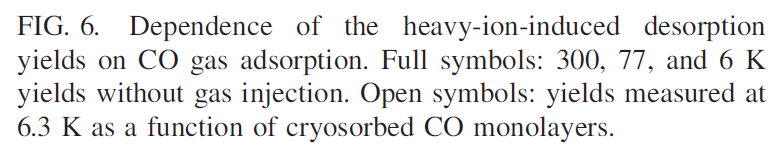 FIG. 6. Dependence of the heavy-ion-induced desorption
yields on CO gas adsorption. Full symbols: 300, 77, and 6 K
yields without gas injection. Open symbols: yields measured at
6.3 K as a function of cryosorbed CO monolayers.